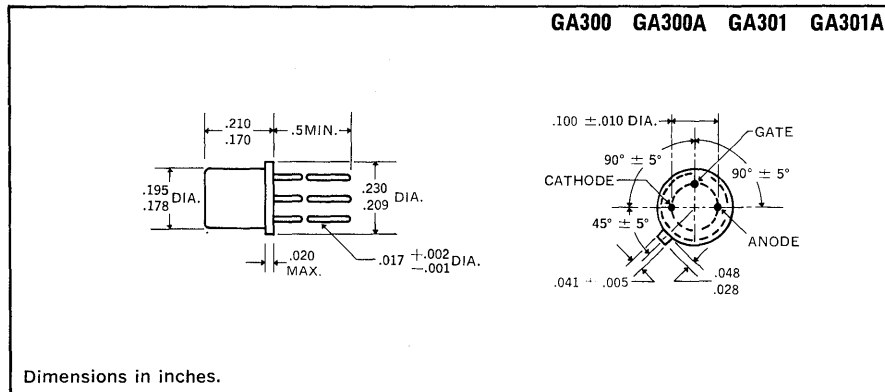 GA300 GA300A GA301 GA301A
.210
.170
.5MIN.
.195
.178
DIA.
.230
.209
DIA.
.020
MAX.
.017 +.002
-.001 DIA.
.100 ±.010 DIA.
GATE
90° ± 5°
90° ± 5°
CATHODE
45° ± 5°
ANODE
.041 ± .005
.048
.028
Dimensions in inches.